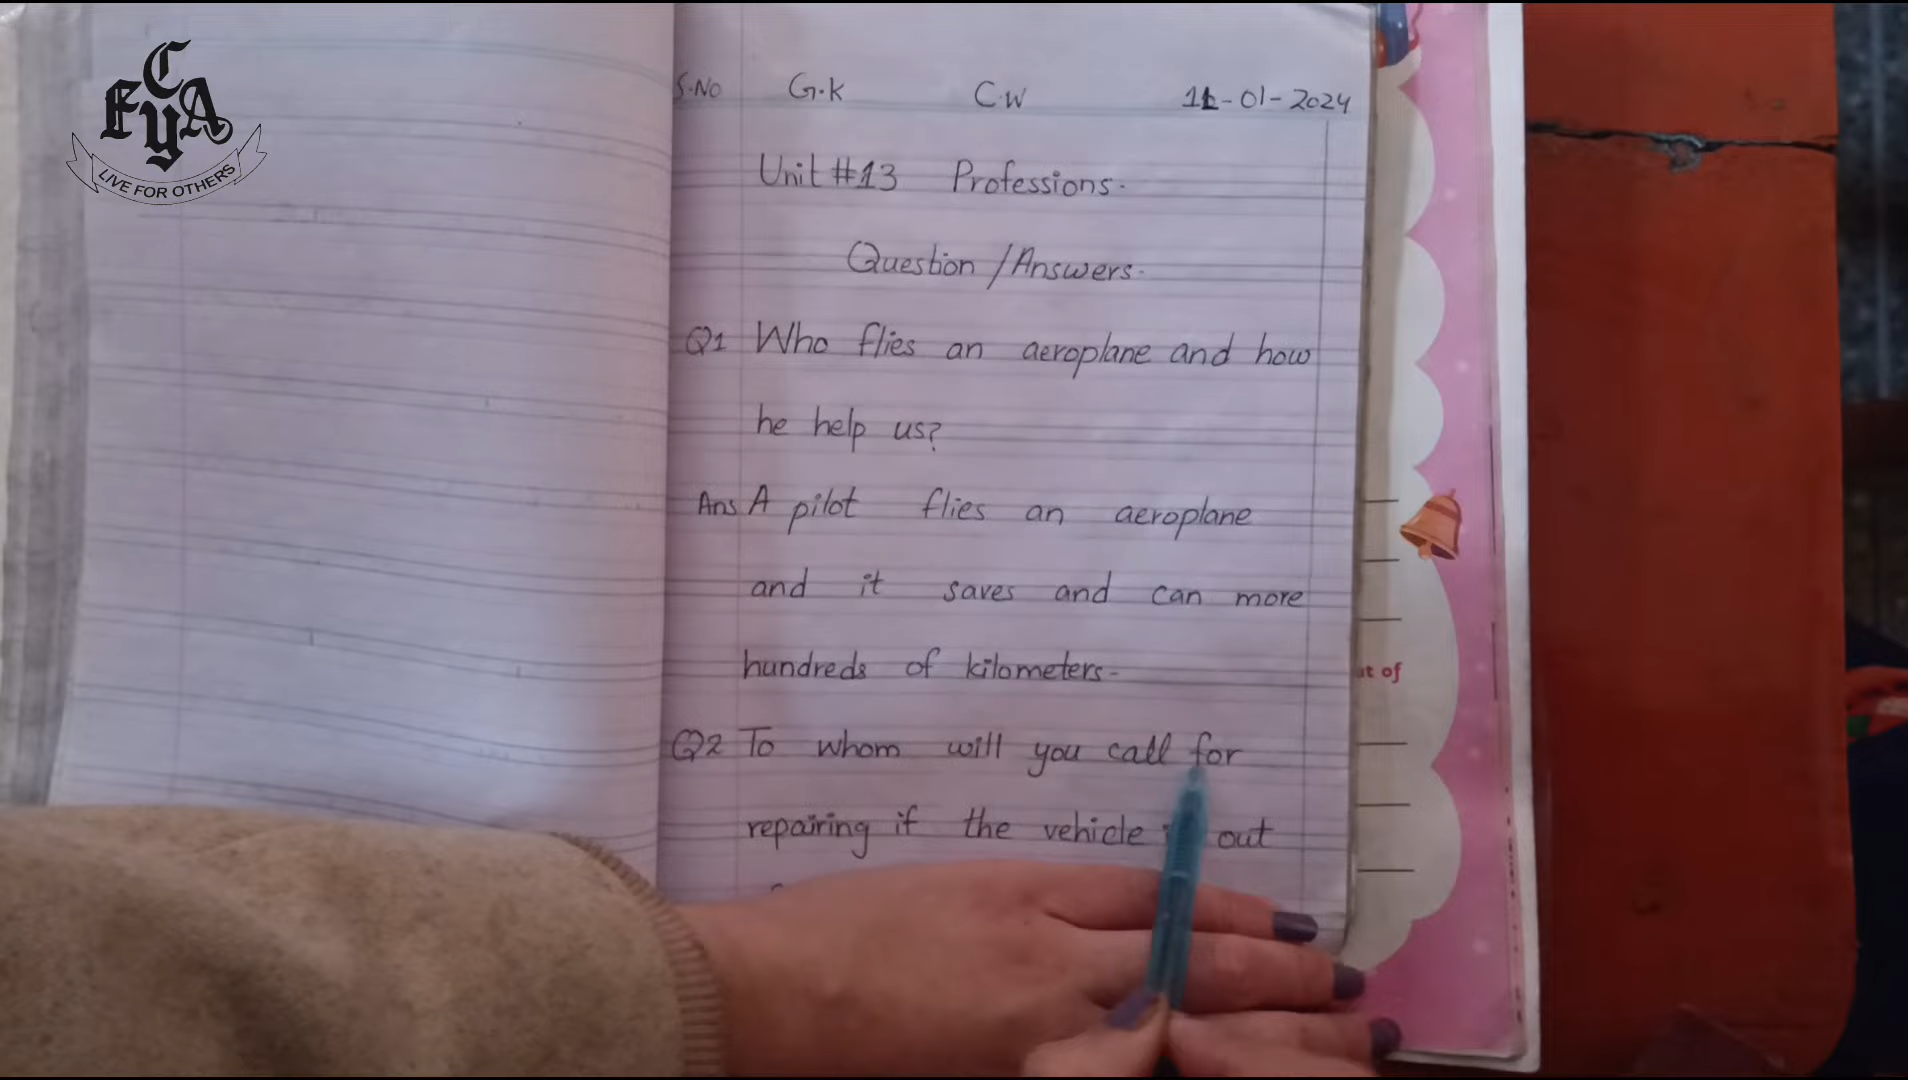 C
EyA
LIVE FOR OTHERS
S.No G.k C.W 11-01-2024
Unit #13 Professions.
Question /Answers.
Q1 Who flies an aeroplane and how
he help us?
Ans A pilot flies an aeroplane
and it saves and can more
hundreds of kilometers.
Q2 To whom will you call for
repairing if the vehicle out
of